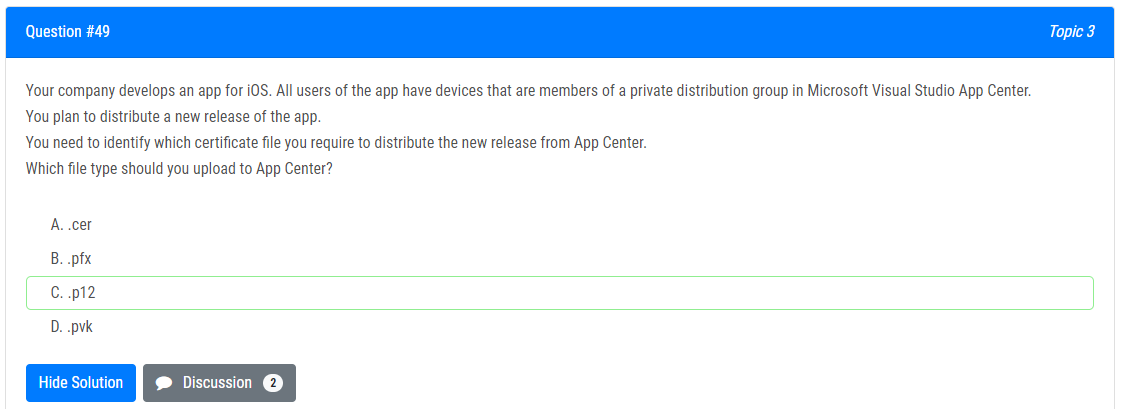 Question #49
Topic 3
Your company develops an app for iOS. All users of the app have devices that are members of a private distribution group in Microsoft Visual Studio App Center.
You plan to distribute a new release of the app.
You need to identify which certificate file you require to distribute the new release from App Center.
Which file type should you upload to App Center?
A. .cer
B. .pfx
C. .p12
D. .pvk
Hide Solution
Discussion 2